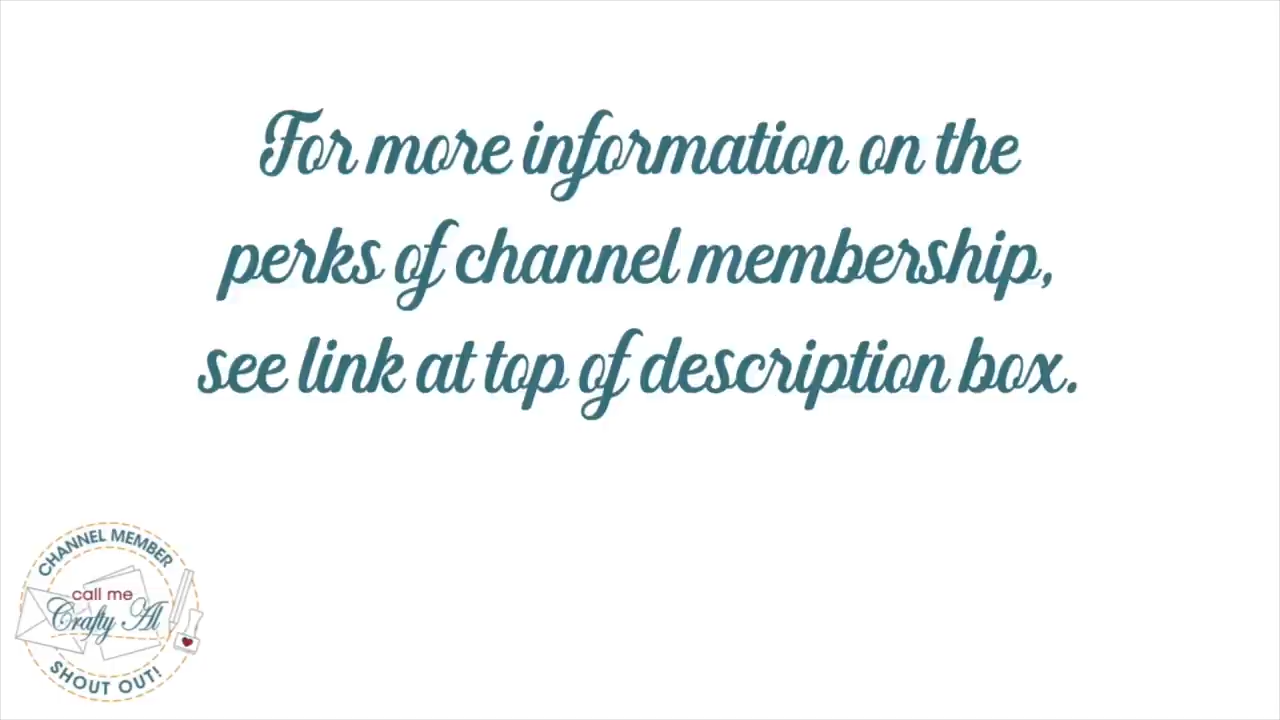 For more information on the
perks of channel membership,
see link at top of description box.
CHANNEL MEMBER
call me
Crafty Al
SHOUT OUT!